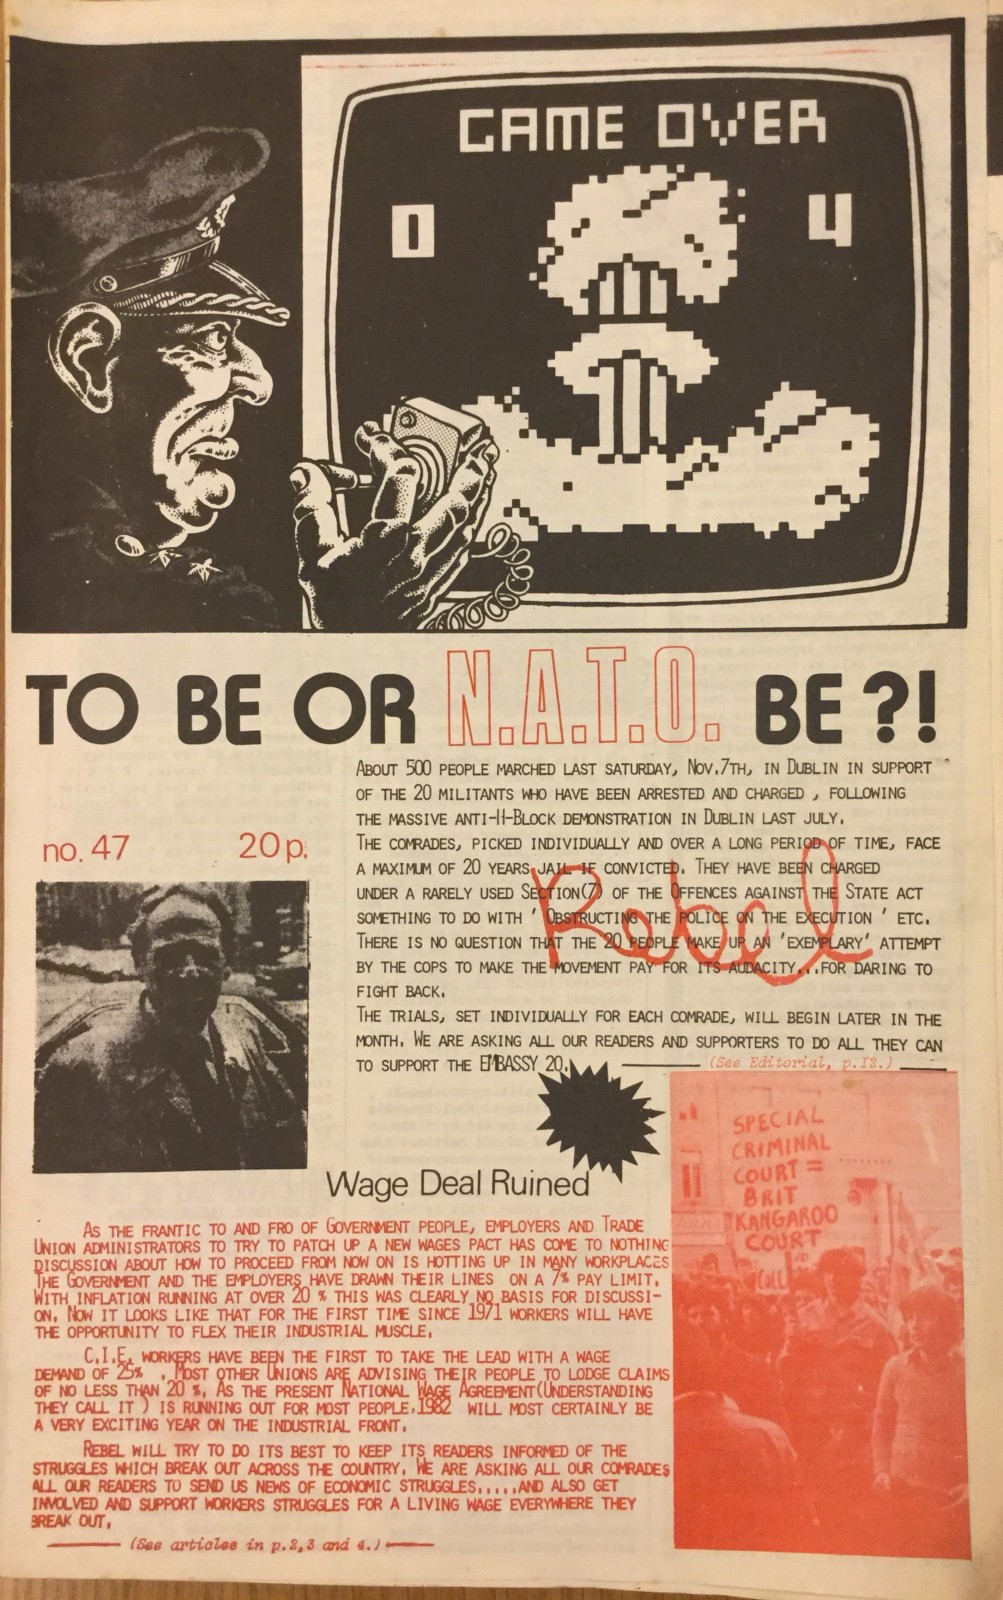 GAME OVER
0 4
TO BE OR N.A.T.O. BE ?!
ABOUT 500 PEOPLE MARCHED LAST SATURDAY, NOV.7TH, IN DUBLIN IN SUPPORT
OF THE 20 MILITANTS WHO HAVE BEEN ARRESTED AND CHARGED , FOLLOWING
THE MASSIVE ANTI-H-BLOCK DEMONSTRATION IN DUBLIN LAST JULY.
THE COMRADES, PICKED INDIVIDUALLY AND OVER A LONG PERIOD OF TIME, FACE
A MAXIMUM OF 20 YEARS JAIL IF CONVICTED. THEY HAVE BEEN CHARGED
UNDER A RARELY USED SECTION(7) OF THE OFFENCES AGAINST THE STATE ACT
SOMETHING TO DO WITH ' OBSTRUCTING THE POLICE ON THE EXECUTION ' ETC.
THERE IS NO QUESTION THAT THE 20 PEOPLE MAKE UP AN 'EXEMPLARY' ATTEMPT
BY THE COPS TO MAKE THE MOVEMENT PAY FOR ITS AUDACITY...FOR DARING TO
FIGHT BACK.
THE TRIALS, SET INDIVIDUALLY FOR EACH COMRADE, WILL BEGIN LATER IN THE
MONTH. WE ARE ASKING ALL OUR READERS AND SUPPORTERS TO DO ALL THEY CAN
TO SUPPORT THE EMBASSY 20.
(See Editorial, p.12.)
Rebel
no. 47 20p.
Wage Deal Ruined
AS THE FRANTIC TO AND FRO OF GOVERNMENT PEOPLE, EMPLOYERS AND TRADE
UNION ADMINISTRATORS TO TRY TO PATCH UP A NEW WAGES PACT HAS COME TO NOTHING
DISCUSSION ABOUT HOW TO PROCEED FROM NOW ON IS HOTTING UP IN MANY WORKPLACES
THE GOVERNMENT AND THE EMPLOYERS HAVE DRAWN THEIR LINES ON A 7% PAY LIMIT.
WITH INFLATION RUNNING AT OVER 20 % THIS WAS CLEARLY NO BASIS FOR DISCUSSI-
ON. NOW IT LOOKS LIKE THAT FOR THE FIRST TIME SINCE 1971 WORKERS WILL HAVE
THE OPPORTUNITY TO FLEX THEIR INDUSTRIAL MUSCLE.
C.I.E. WORKERS HAVE BEEN THE FIRST TO TAKE THE LEAD WITH A WAGE
DEMAND OF 25% . MOST OTHER UNIONS ARE ADVISING THEIR PEOPLE TO LODGE CLAIMS
OF NO LESS THAN 20 %. AS THE PRESENT NATIONAL WAGE AGREEMENT(UNDERSTANDING
THEY CALL IT ) IS RUNNING OUT FOR MOST PEOPLE.1982 WILL MOST CERTAINLY BE
A VERY EXCITING YEAR ON THE INDUSTRIAL FRONT.
REBEL WILL TRY TO DO ITS BEST TO KEEP ITS READERS INFORMED OF THE
STRUGGLES WHICH BREAK OUT ACROSS THE COUNTRY. WE ARE ASKING ALL OUR COMRADES
ALL OUR READERS TO SEND US NEWS OF ECONOMIC STRUGGLES.....AND ALSO GET
INVOLVED AND SUPPORT WORKERS STRUGGLES FOR A LIVING WAGE EVERYWHERE THEY
BREAK OUT.
(See articles in p.2,3 and 4.)
SPECIAL
CRIMINAL
COURT =
BRIT
KANGAROO
COURT